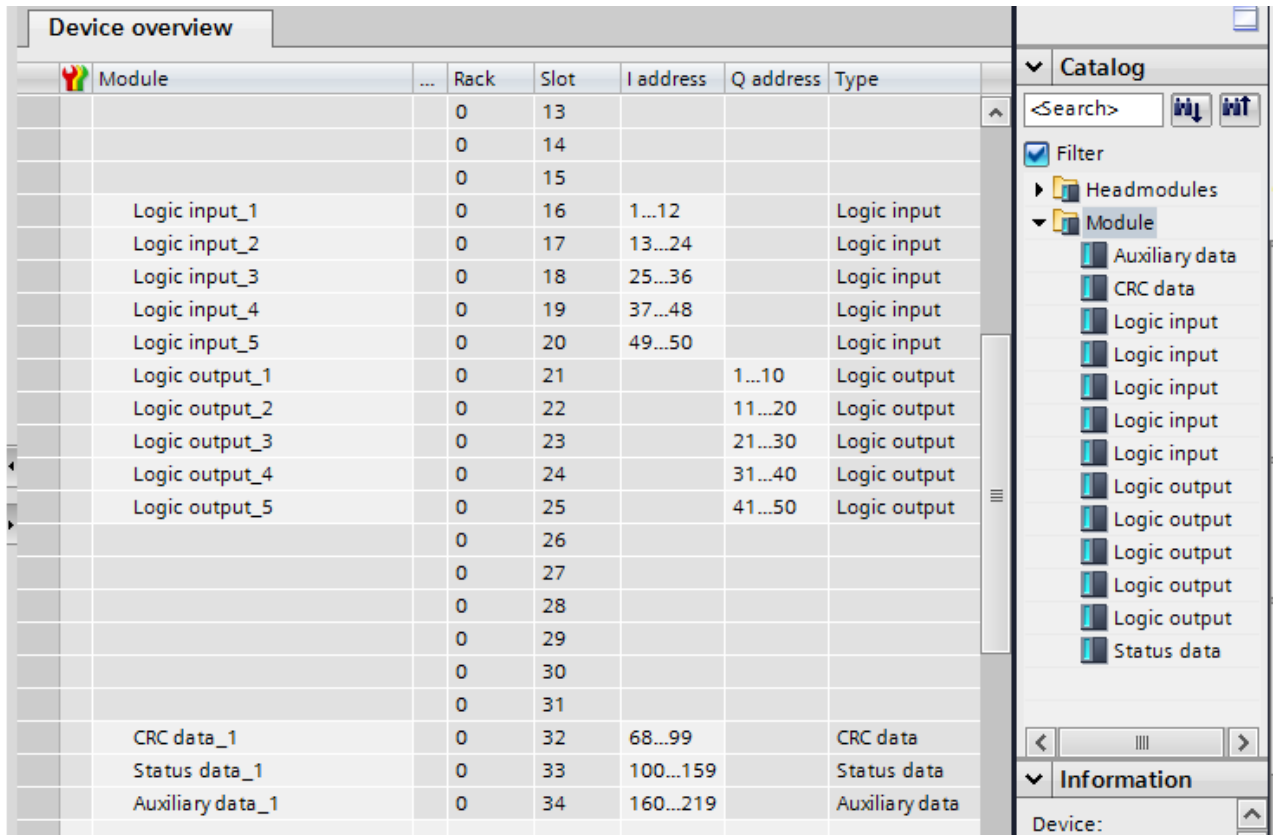 Device overview
Module ... Rack Slot I address Q address Type
0 13
0 14
0 15
Logic input_1 0 16 1...12 Logic input
Logic input_2 0 17 13...24 Logic input
Logic input_3 0 18 25...36 Logic input
Logic input_4 0 19 37...48 Logic input
Logic input_5 0 20 49...50 Logic input
Logic output_1 0 21 1...10 Logic output
Logic output_2 0 22 11...20 Logic output
Logic output_3 0 23 21...30 Logic output
Logic output_4 0 24 31...40 Logic output
Logic output_5 0 25 41...50 Logic output
0 26
0 27
0 28
0 29
0 30
0 31
CRC data_1 0 32 68...99 CRC data
Status data_1 0 33 100...159 Status data
Auxiliary data_1 0 34 160...219 Auxiliary data
Catalog
<Search>
Filter
Headmodules
Module
Auxiliary data
CRC data
Logic input
Logic input
Logic input
Logic input
Logic input
Logic output
Logic output
Logic output
Logic output
Logic output
Status data
Information
Device: